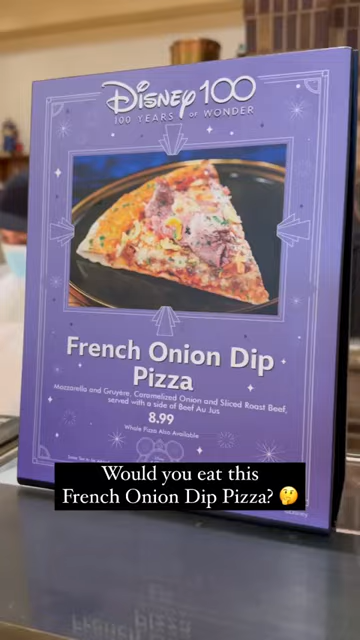 Disney 100
100 YEARS of WONDER
French Onion Dip
Pizza
Mozzarella and Gruyère, Caramelized Onion and Sliced Roast Beef,
served with a side of Beef Au Jus
8.99
Whole Pizza Also Available
Would you eat this
French Onion Dip Pizza? 🤔